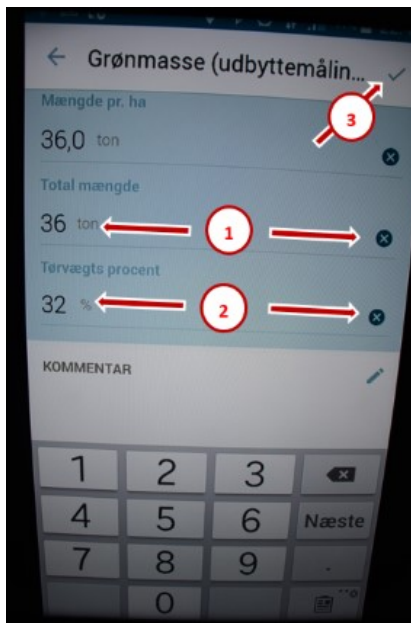 Grønmasse (udbyttemålin...
3
Mængde pr. ha
36,0 ton
Total mængde
36 ton
1
Tørvægts procent
32 %
2
KOMMENTAR
1 2 3
4 5 6 Næste
7 8 9 .
0